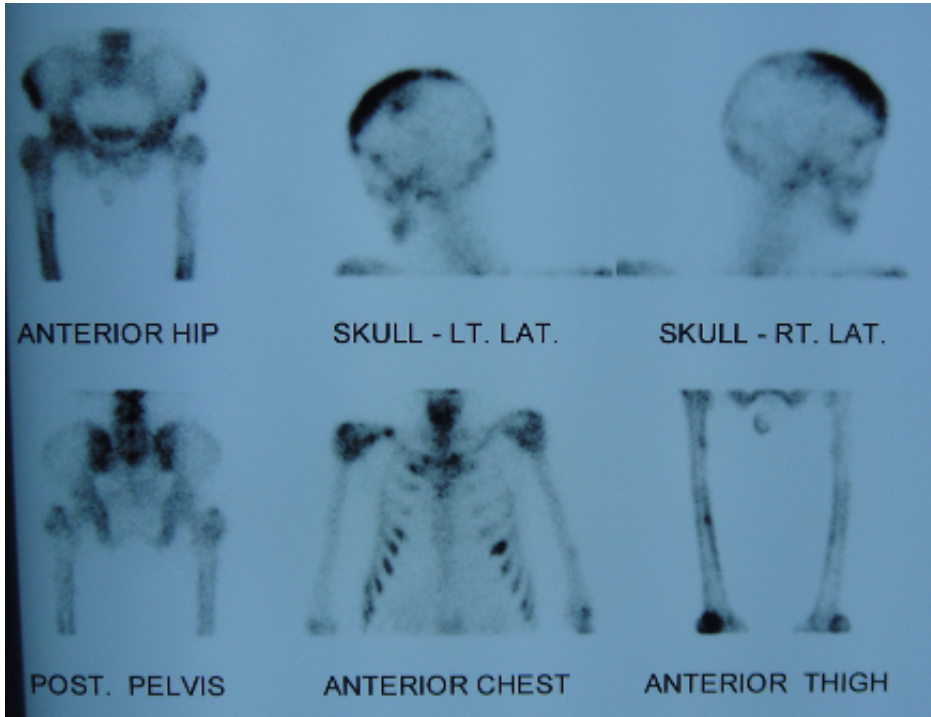 ANTERIOR HIP
SKULL - LT. LAT.
SKULL - RT. LAT.
POST. PELVIS
ANTERIOR CHEST
ANTERIOR THIGH